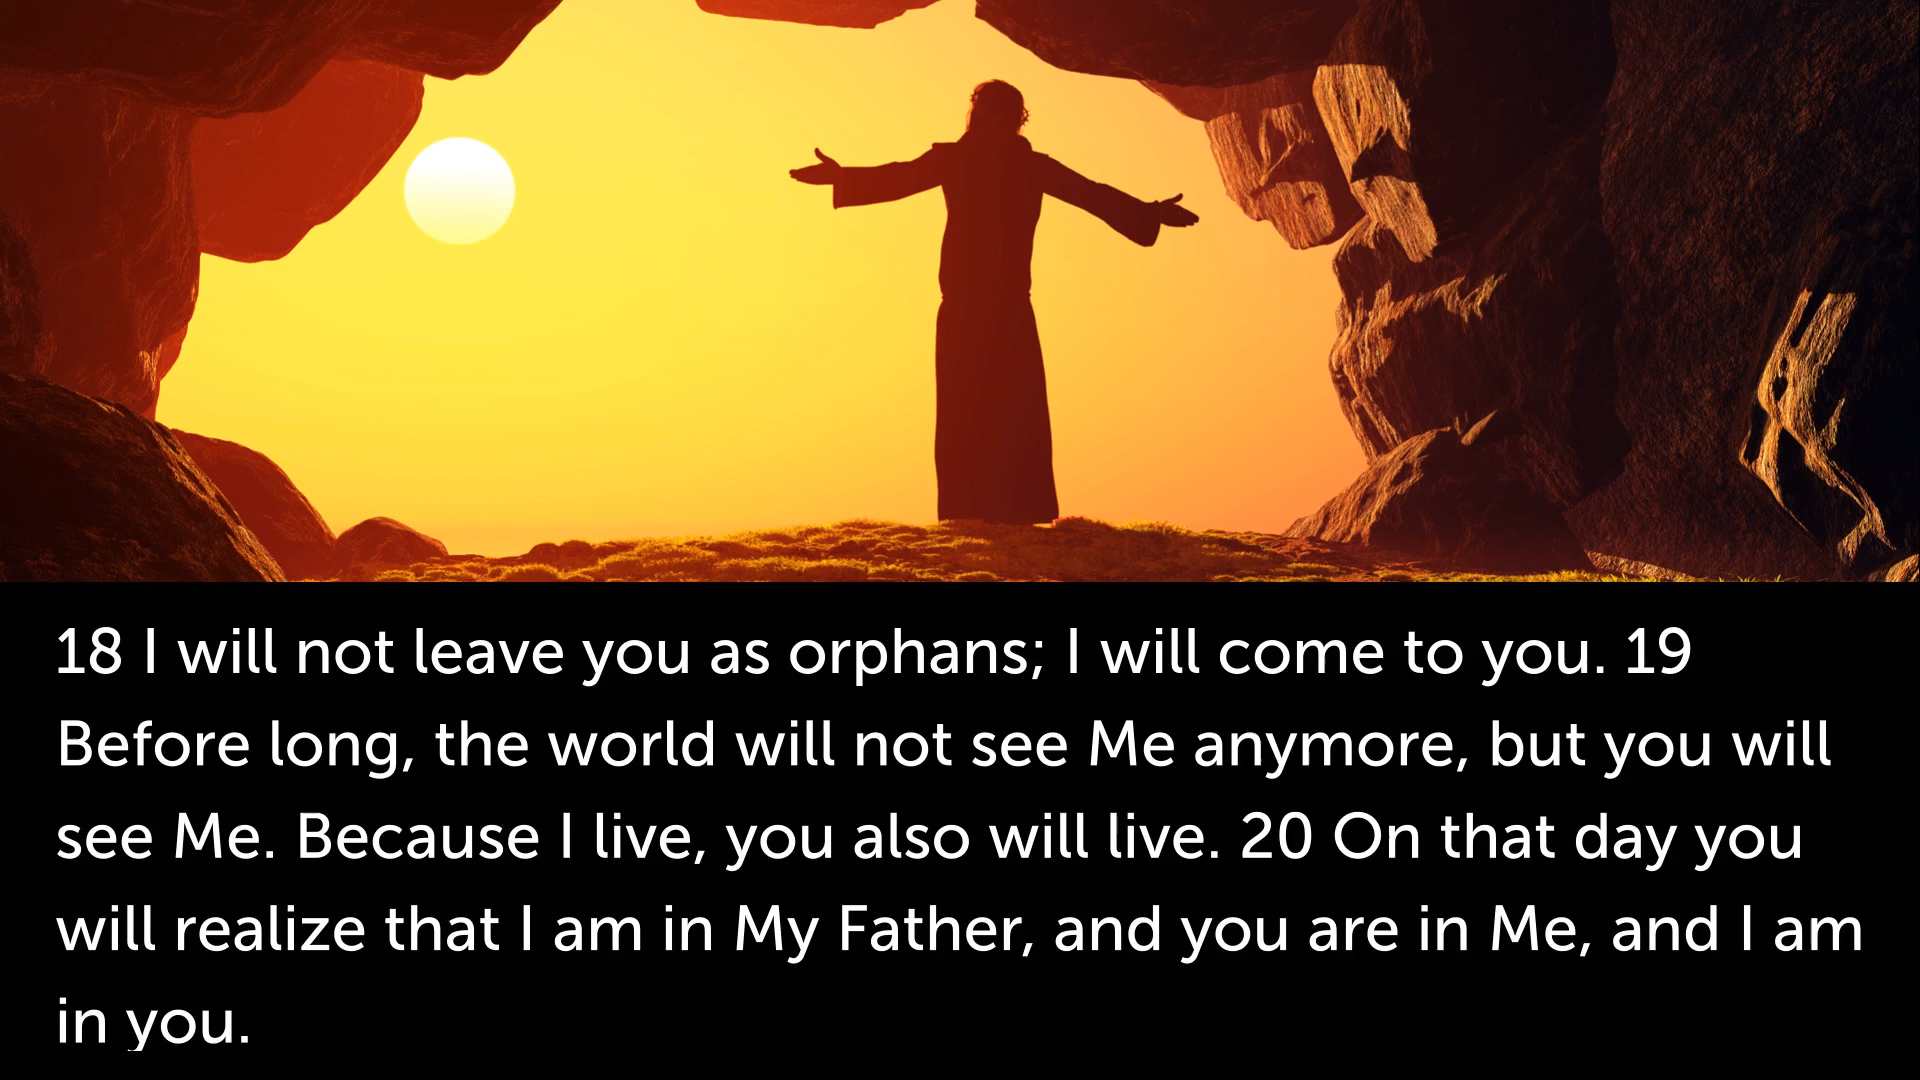 18 I will not leave you as orphans; I will come to you. 19
Before long, the world will not see Me anymore, but you will
see Me. Because I live, you also will live. 20 On that day you
will realize that I am in My Father, and you are in Me, and I am
in you.